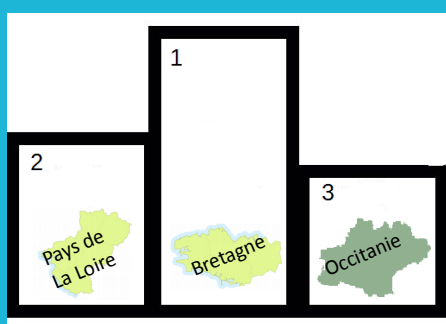 1
2
3
Pays de
La Loire
Bretagne
Occitanie